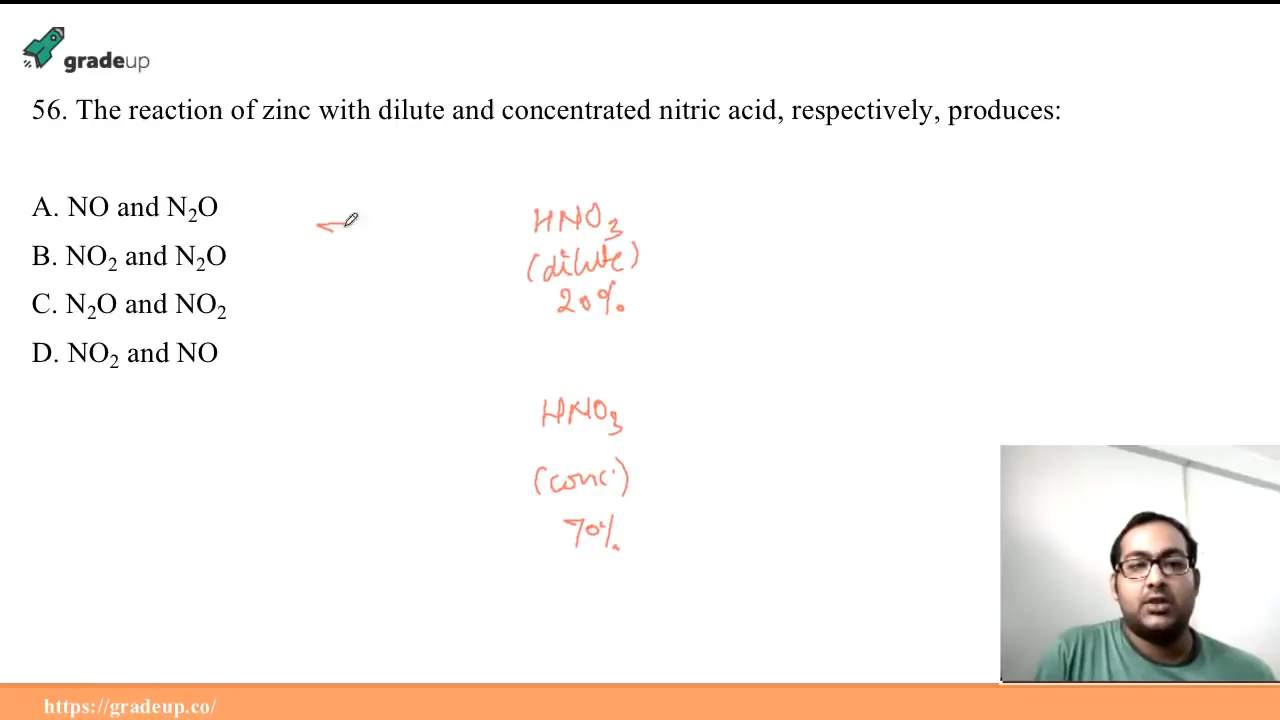 gradeup
56. The reaction of zinc with dilute and concentrated nitric acid, respectively, produces:
A. NO and N₂O
B. NO₂ and N₂O
C. N₂O and NO₂
D. NO₂ and NO
HNO₃
(dilute)
20%
HNO₃
(conc.)
70%
https://gradeup.co/